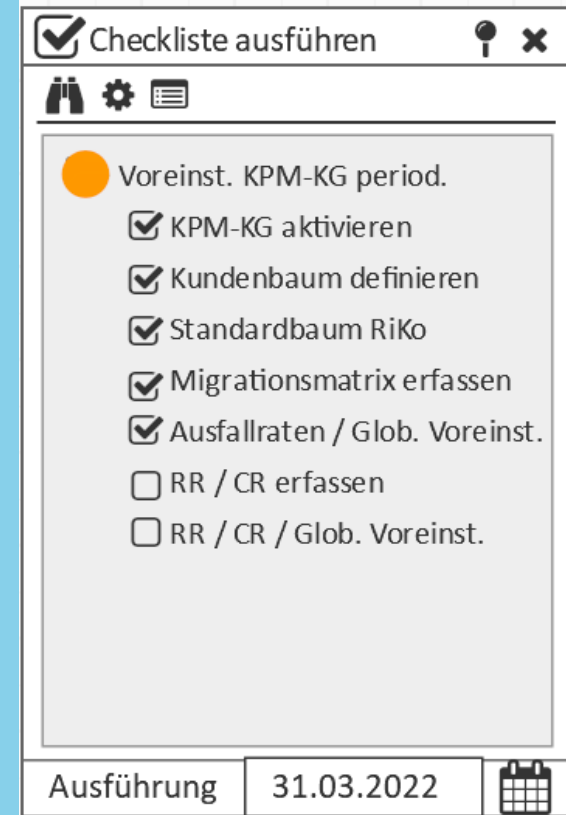 Checkliste ausführen
Voreinst. KPM-KG period.
KPM-KG aktivieren
Kundenbaum definieren
Standardbaum RiKo
Migrationsmatrix erfassen
Ausfallraten / Glob. Voreinst.
RR / CR erfassen
RR / CR / Glob. Voreinst.
Ausführung 31.03.2022